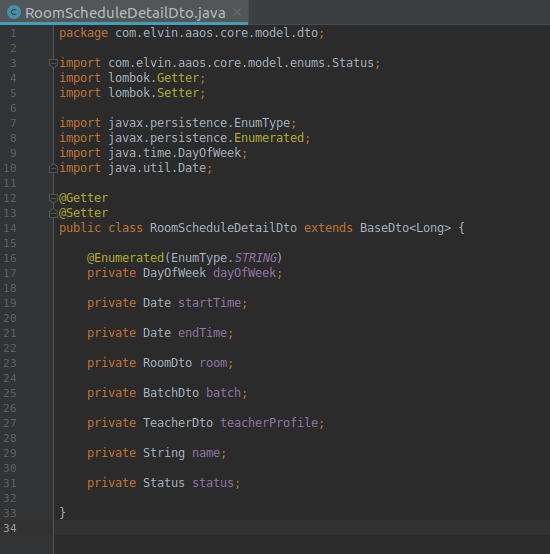 RoomScheduleDetailDto.java
1 package com.elvin.aaos.core.model.dto;
2
3 import com.elvin.aaos.core.model.enums.Status;
4 import lombok.Getter;
5 import lombok.Setter;
6
7 import javax.persistence.EnumType;
8 import javax.persistence.Enumerated;
9 import java.time.DayOfWeek;
10 import java.util.Date;
11
12 @Getter
13 @Setter
14 public class RoomScheduleDetailDto extends BaseDto<Long> {
15
16     @Enumerated(EnumType.STRING)
17     private DayOfWeek dayOfWeek;
18
19     private Date startTime;
20
21     private Date endTime;
22
23     private RoomDto room;
24
25     private BatchDto batch;
26
27     private TeacherDto teacherProfile;
28
29     private String name;
30
31     private Status status;
32
33 }
34